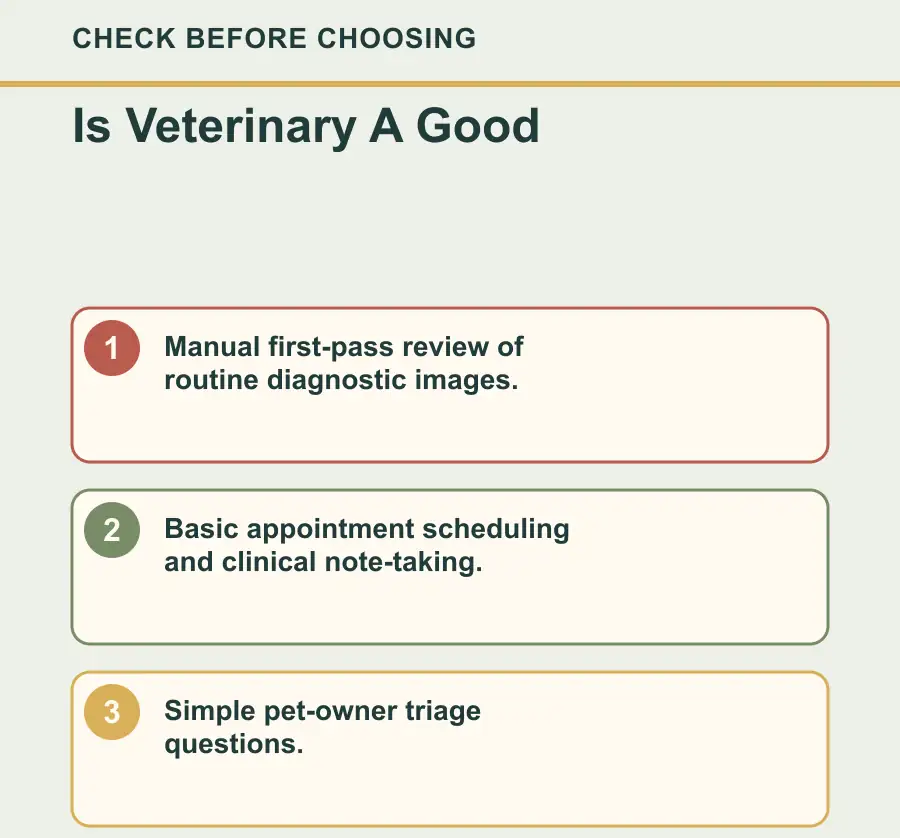 CHECK BEFORE CHOOSING
Is Veterinary A Good
1
Manual first-pass review of
routine diagnostic images.
2
Basic appointment scheduling
and clinical note-taking.
3
Simple pet-owner triage
questions.